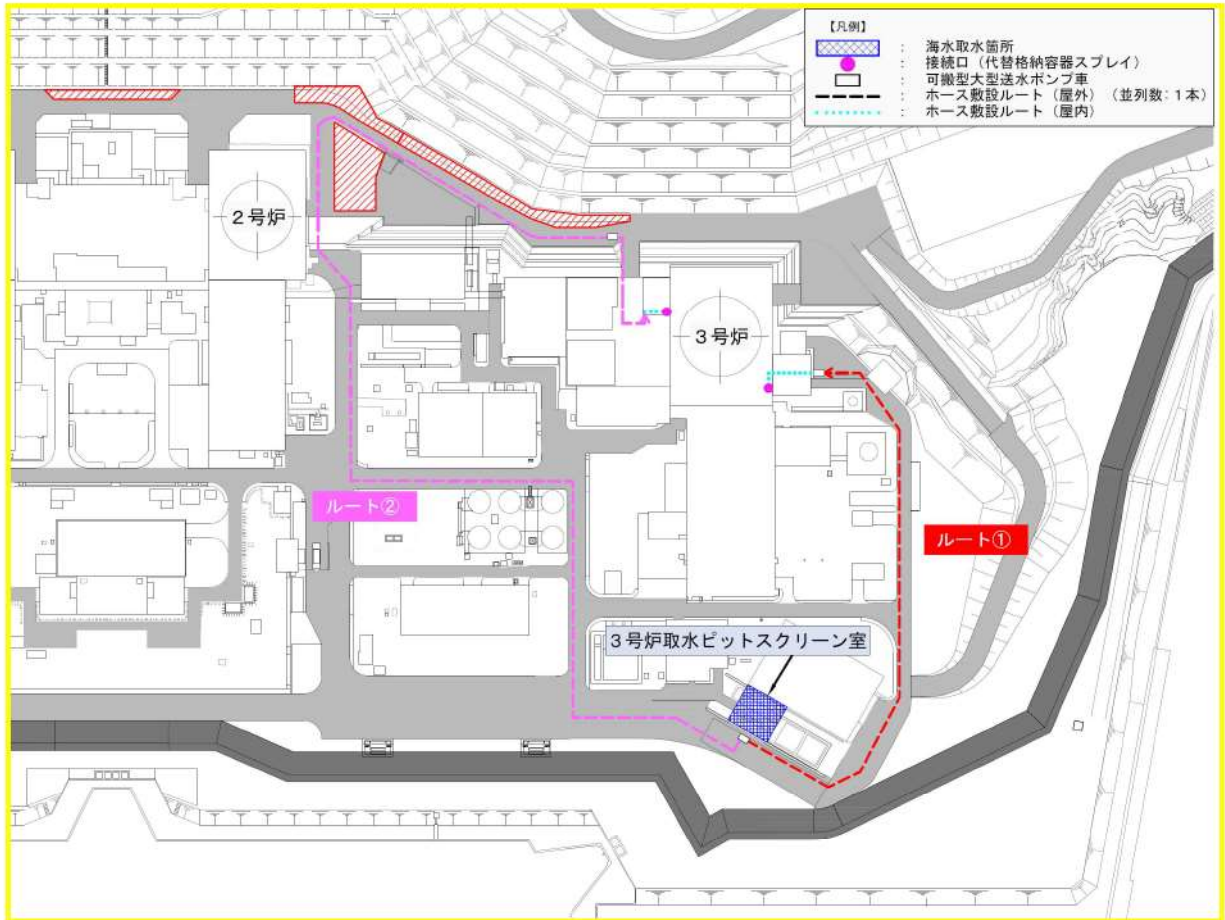 【凡例】
： 海水取水箇所
： 接続口（代替格納容器スプレイ）
： 可搬型大型送水ポンプ車
： ホース敷設ルート（屋外）（並列数：1本）
： ホース敷設ルート（屋内）
2号炉
3号炉
ルート②
ルート①
3号炉取水ピットスクリーン室